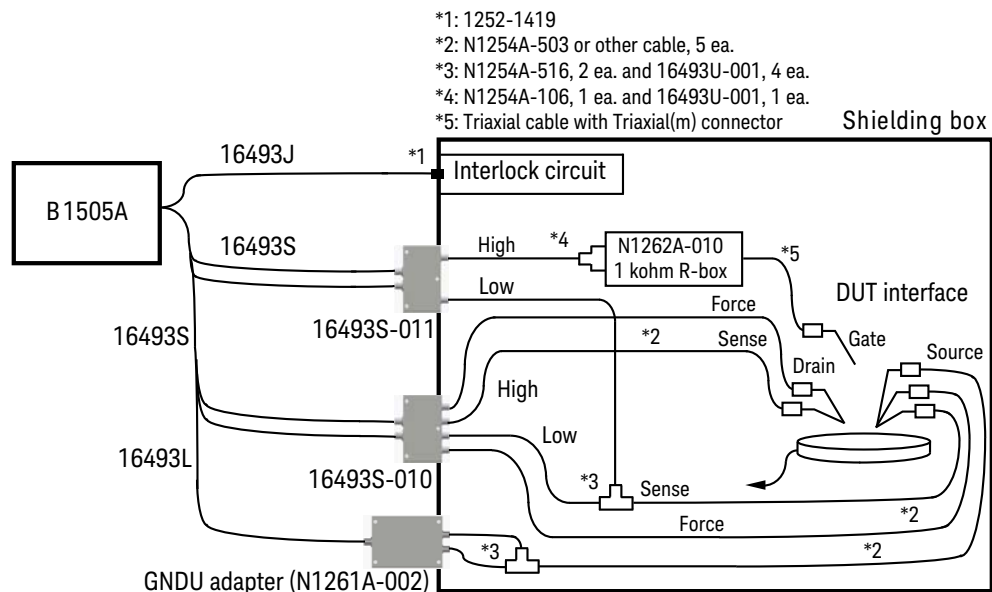 *1: 1252-1419
*2: N1254A-503 or other cable, 5 ea.
*3: N1254A-516, 2 ea. and 16493U-001, 4 ea.
*4: N1254A-106, 1 ea. and 16493U-001, 1 ea.
*5: Triaxial cable with Triaxial(m) connector
Shielding box
16493J
*1
Interlock circuit
B1505A
16493S
High
*4
N1262A-010
1 kohm R-box
*5
Low
DUT interface
16493S-011
Force
16493S
*2
Sense
Gate
Source
Drain
High
Low
16493L
16493S-010
*3
Sense
*2
Force
*3
*2
GNDU adapter (N1261A-002)